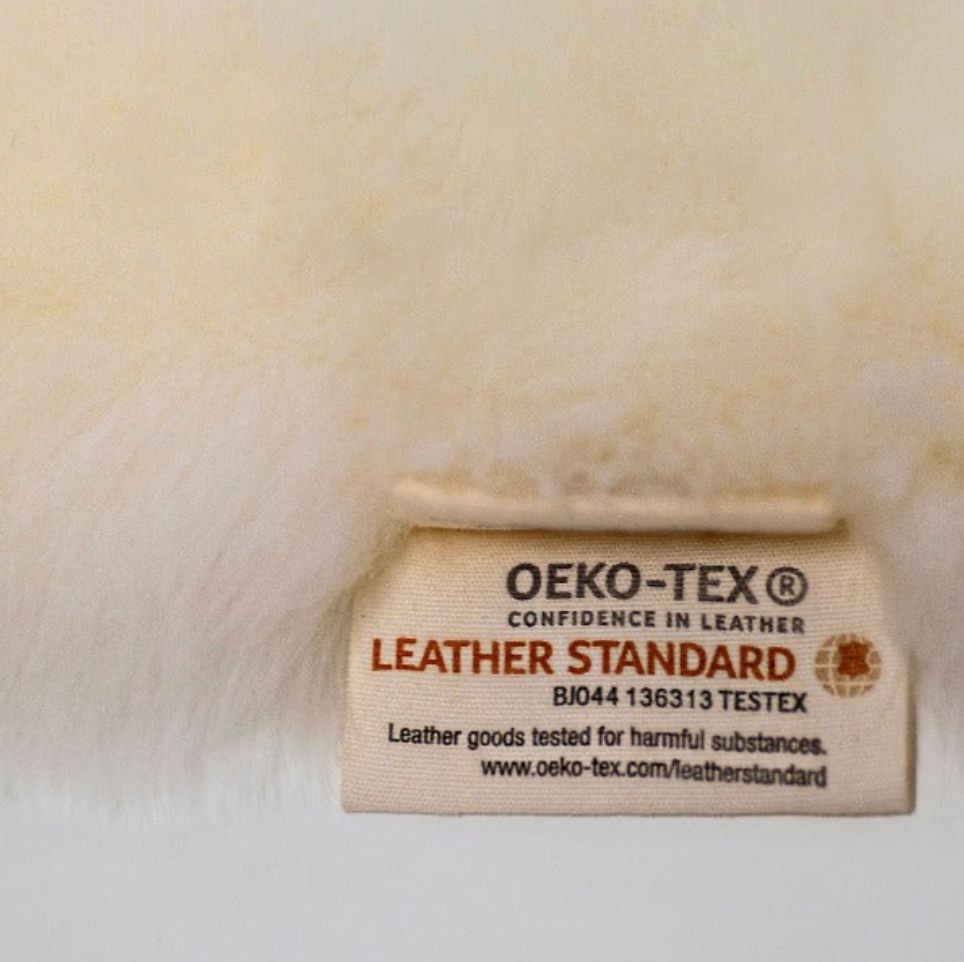 OEKO-TEX®
CONFIDENCE IN LEATHER
LEATHER STANDARD
BJ044 136313 TESTEX
Leather goods tested for harmful substances.
www.oeko-tex.com/leatherstandard